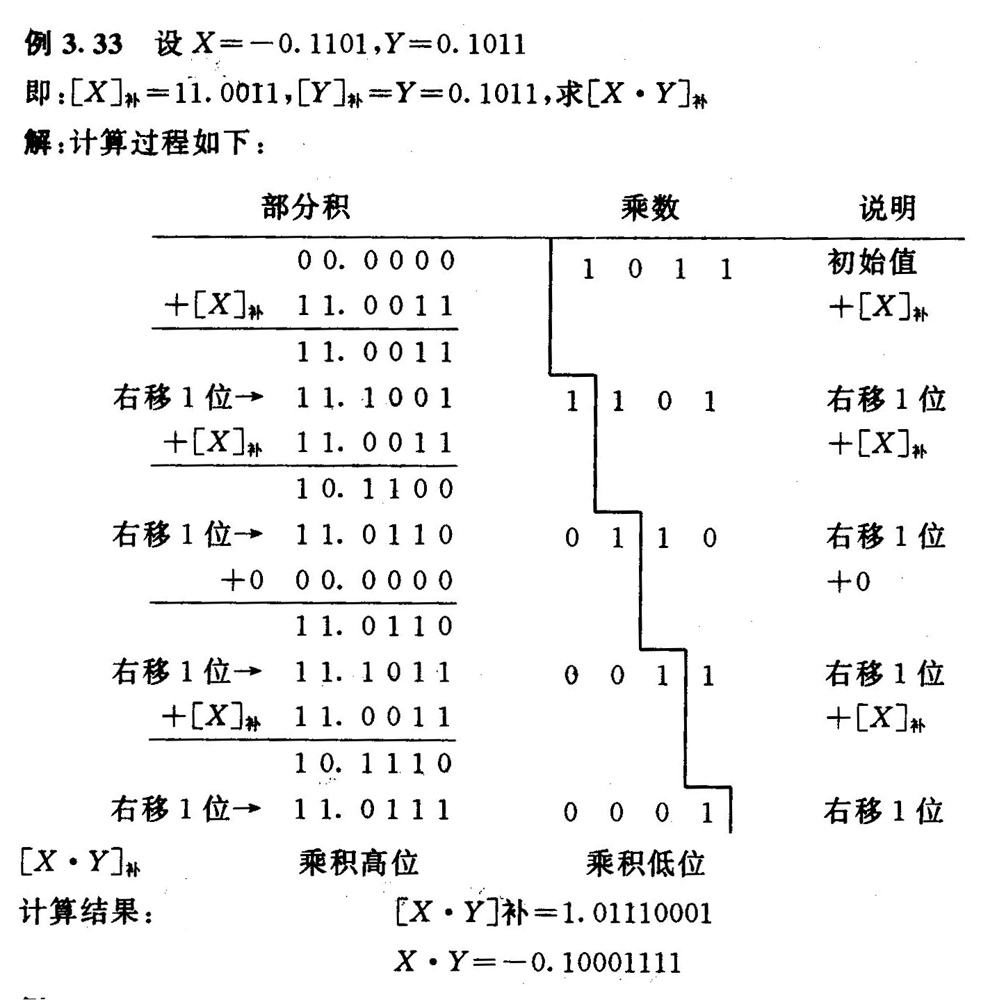 例 3.33 设 X=-0.1101,Y=0.1011
即:[X]补=11.0011,[Y]补=Y=0.1011,求[X·Y]补
解:计算过程如下:
部分积 乘数 说明
00.0000 1 0 1 1 初始值
+[X]补 11.0011 +[X]补
11.0011
右移1位→ 11.1001 1 1 0 1 右移1位
+[X]补 11.0011 +[X]补
10.1100
右移1位→ 11.0110 0 1 1 0 右移1位
+0 00.0000 +0
11.0110
右移1位→ 11.1011 0 0 1 1 右移1位
+[X]补 11.0011 +[X]补
10.1110
右移1位→ 11.0111 0 0 0 1 右移1位
[X·Y]补 乘积高位 乘积低位
计算结果: [X·Y]补=1.01110001
X·Y=-0.10001111